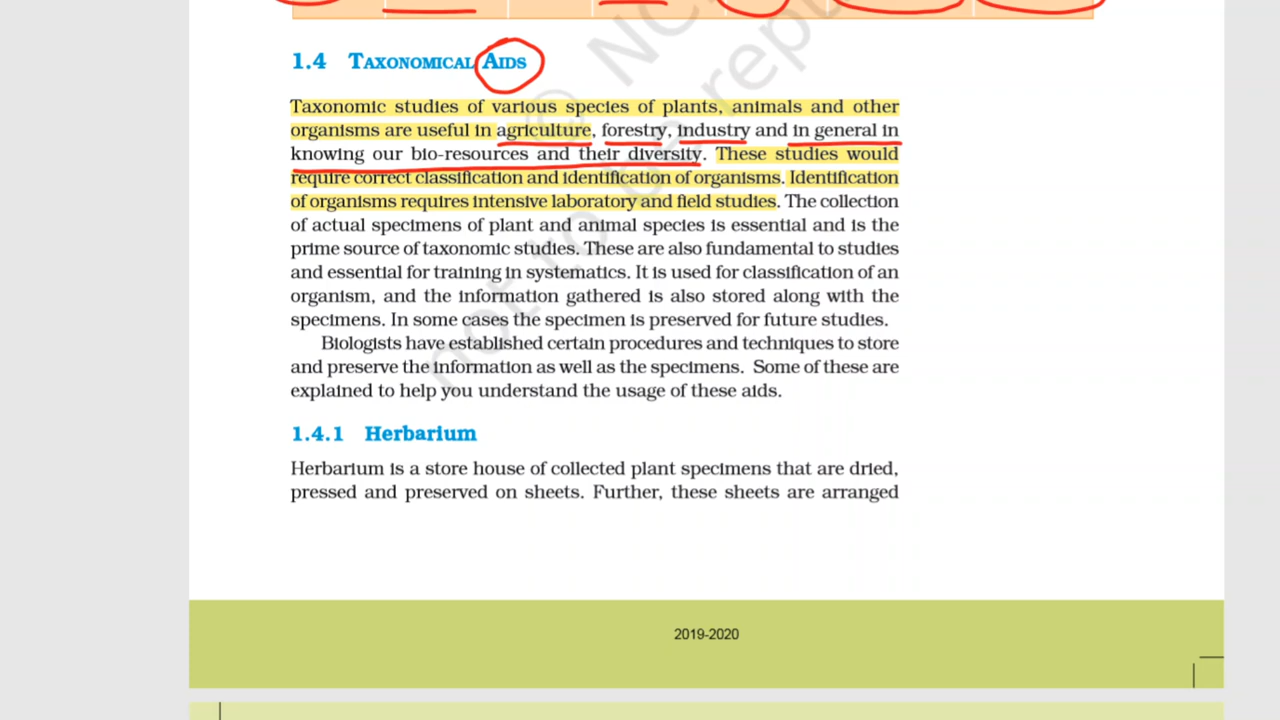 1.4 TAXONOMICAL AIDS
Taxonomic studies of various species of plants, animals and other
organisms are useful in agriculture, forestry, industry and in general in
knowing our bio-resources and their diversity. These studies would
require correct classification and identification of organisms. Identification
of organisms requires intensive laboratory and field studies. The collection
of actual specimens of plant and animal species is essential and is the
prime source of taxonomic studies. These are also fundamental to studies
and essential for training in systematics. It is used for classification of an
organism, and the information gathered is also stored along with the
specimens. In some cases the specimen is preserved for future studies.
Biologists have established certain procedures and techniques to store
and preserve the information as well as the specimens. Some of these are
explained to help you understand the usage of these aids.
1.4.1 Herbarium
Herbarium is a store house of collected plant specimens that are dried,
pressed and preserved on sheets. Further, these sheets are arranged
2019-2020
© NC
not to be repu